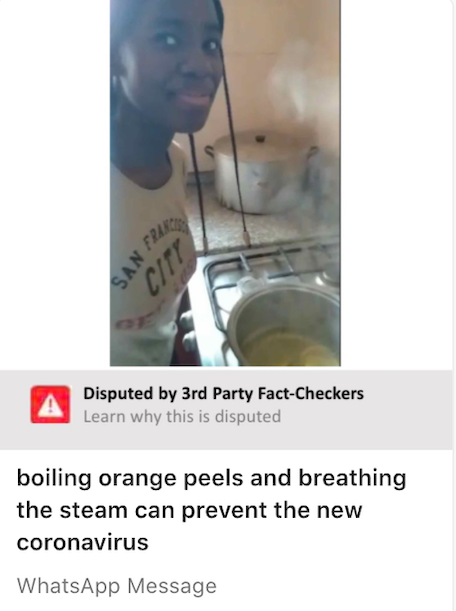 SAN FRANCISCO
CITY
Disputed by 3rd Party Fact-Checkers
Learn why this is disputed
boiling orange peels and breathing
the steam can prevent the new
coronavirus
WhatsApp Message